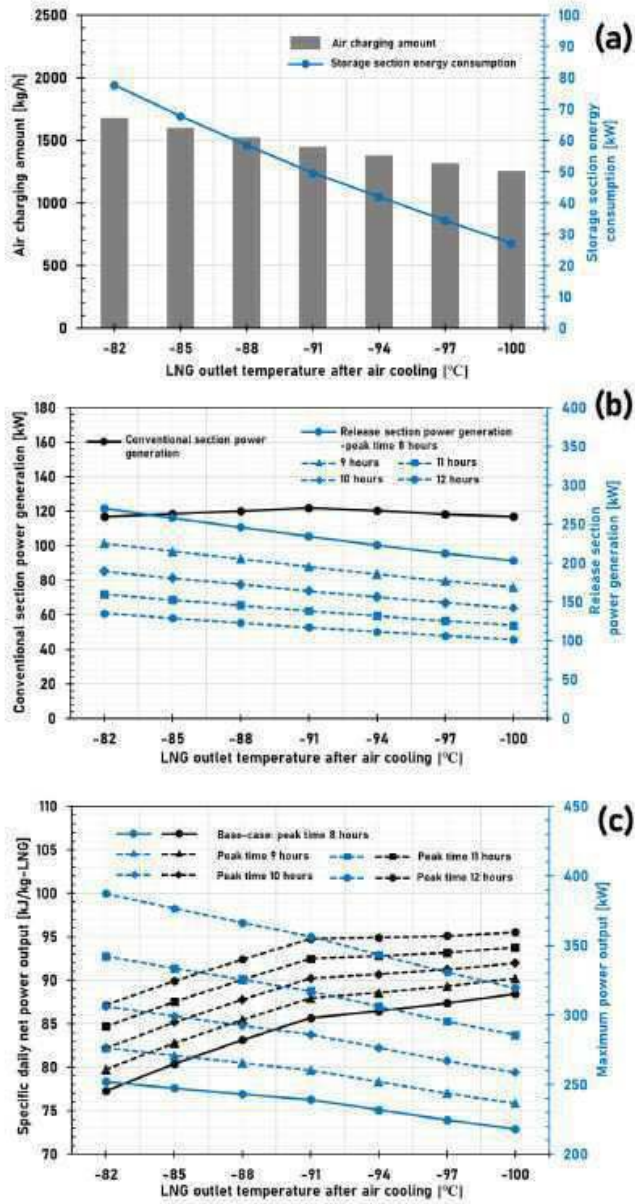 (a)
2500
2000
1500
1000
500
0
Air charging amount [kg/h]
Air charging amount
Storage section energy consumption
100
90
80
70
60
50
40
30
20
10
0
Storage section energy
consumption [kW]
-82 -85 -88 -91 -94 -97 -100
LNG outlet temperature after air cooling [°C]
(b)
180
160
140
120
100
80
60
40
20
0
Conventional section power generation [kW]
Conventional section power
generation
Release section power generation
-peak time 8 hours
9 hours 11 hours
10 hours 12 hours
400
350
300
250
200
150
100
50
0
Release section
power generation [kW]
-82 -85 -88 -91 -94 -97 -100
LNG outlet temperature after air cooling [°C]
(c)
110
105
100
95
90
85
80
75
70
Specific daily net power output [kJ/kg-LNG]
Base-case: peak time 8 hours
Peak time 9 hours Peak time 11 hours
Peak time 10 hours Peak time 12 hours
450
400
350
300
250
200
Maximum power output [kW]
-82 -85 -88 -91 -94 -97 -100
LNG outlet temperature after air cooling [°C]